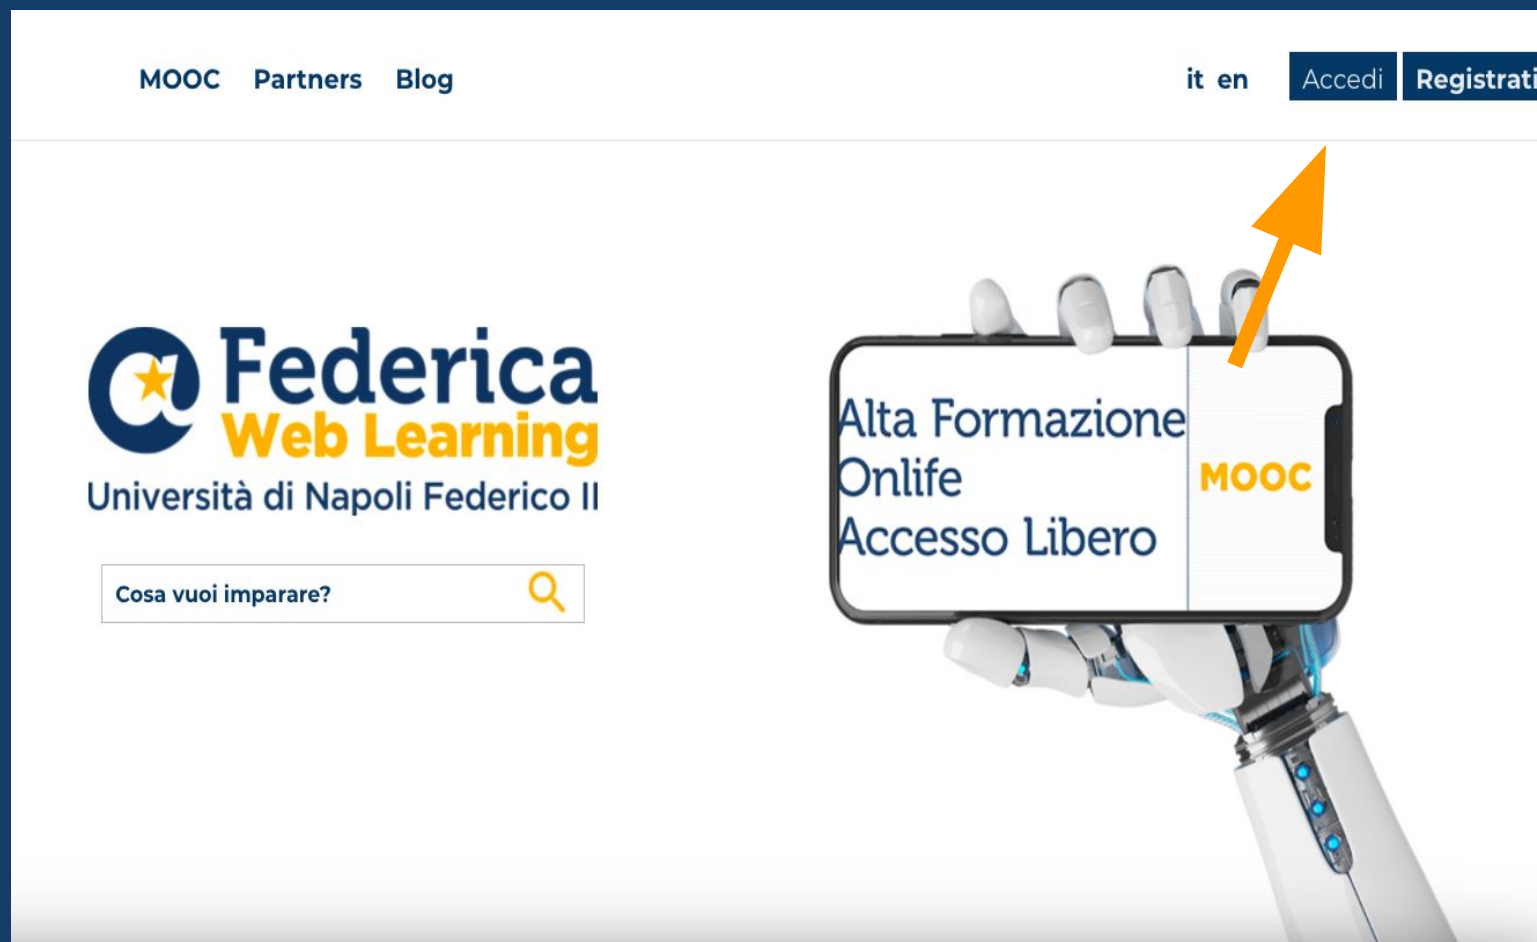 MOOC Partners Blog
it en Accedi Registrati
Federica
Web Learning
Università di Napoli Federico II
Cosa vuoi imparare?
Alta Formazione
Onlife
Accesso Libero
MOOC